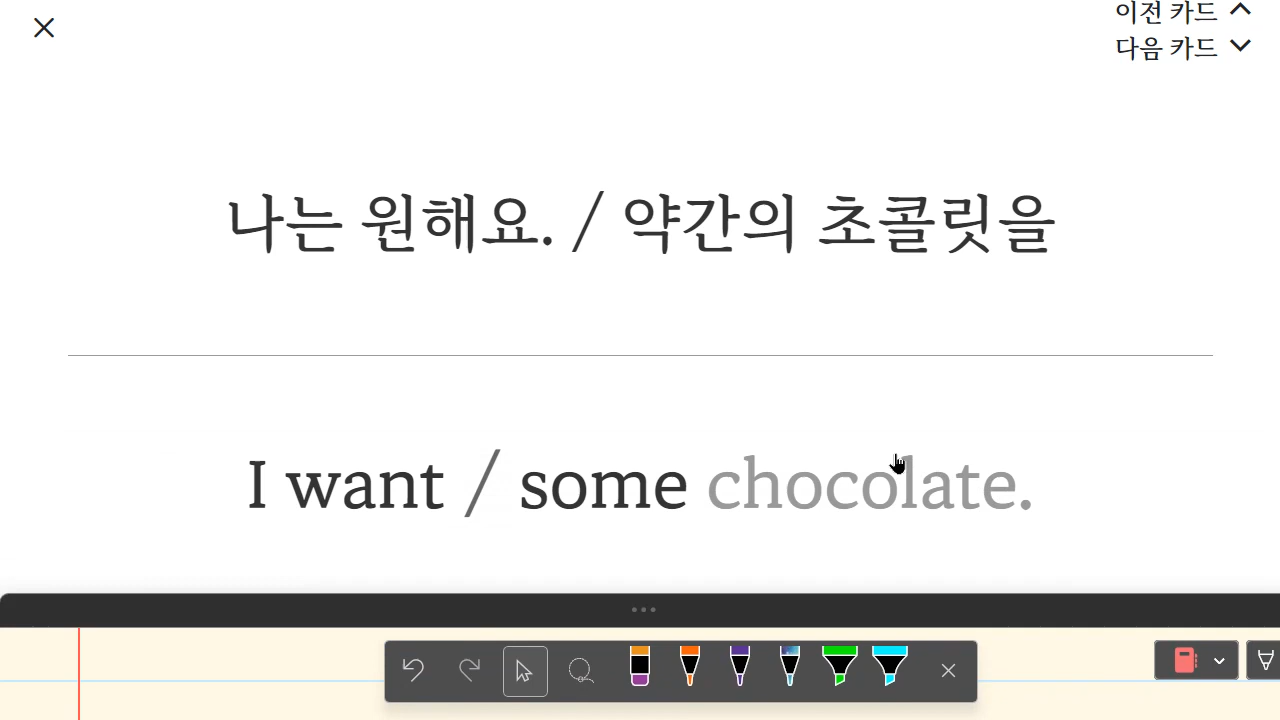 이전 카드
다음 카드
나는 원해요. / 약간의 초콜릿을
I want / some chocolate.